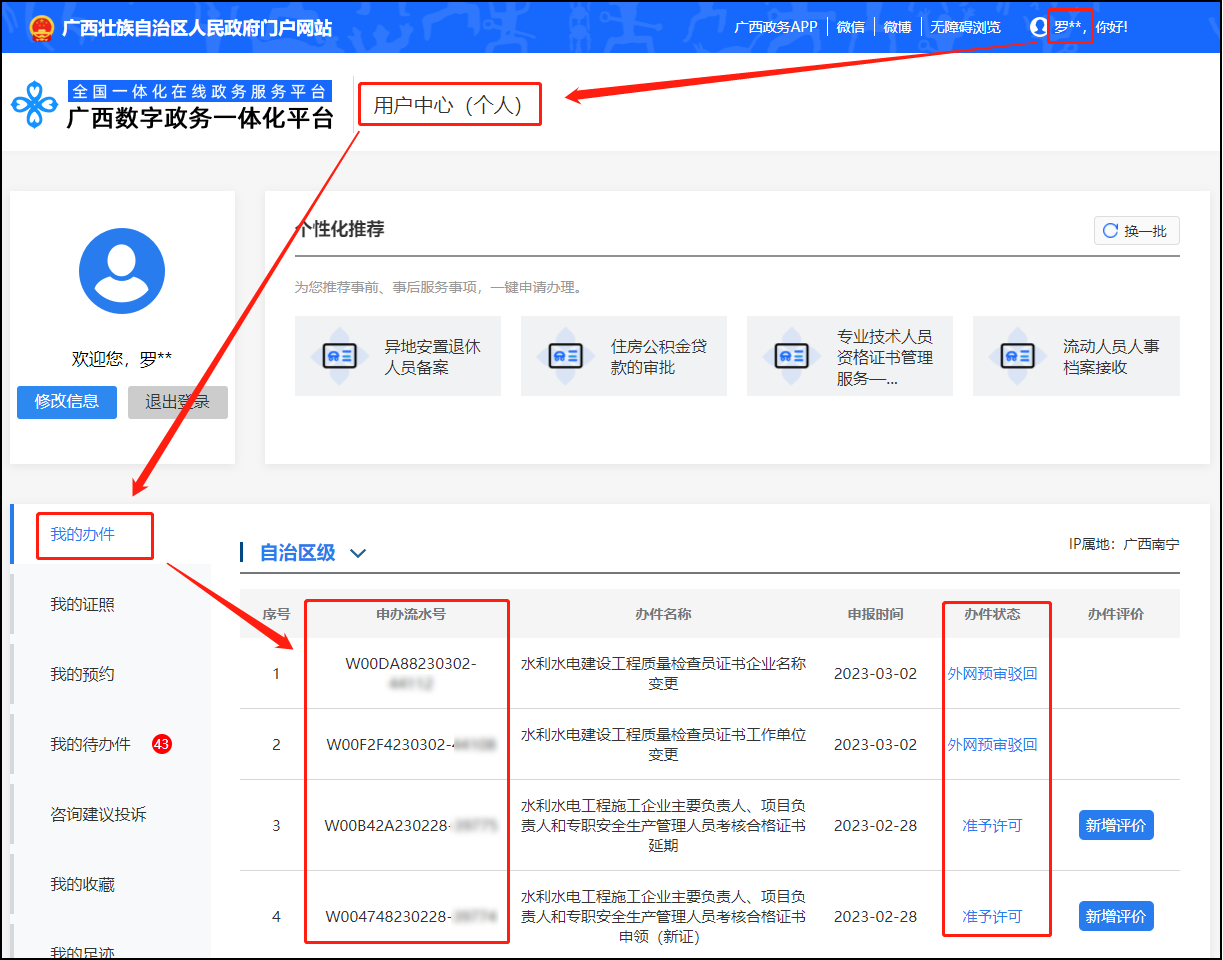 广西壮族自治区人民政府门户网站
广西政务APP
微信
微博
无障碍浏览
罗**, 你好!
全国一体化在线政务服务平台
广西数字政务一体化平台
用户中心（个人）
欢迎您，罗**
修改信息
退出登录
个性化推荐
换一批
为您推荐事前、事后服务事项，一键申请办理。
异地安置退休
人员备案
住房公积金贷
款的审批
专业技术人员
资格证书管理
服务—...
流动人员人事
档案接收
我的办件
我的证照
我的预约
我的待办件 43
咨询建议投诉
我的收藏
我的足迹
自治区级
IP属地：广西南宁
序号 申办流水号 办件名称 申报时间 办件状态 办件评价
1
W00DA88230302-
水利水电建设工程质量检查员证书企业名称
变更
2023-03-02
外网预审驳回
2
W00F2F4230302-
水利水电建设工程质量检查员证书工作单位
变更
2023-03-02
外网预审驳回
3
W00B42A230228-
水利水电工程施工企业主要负责人、项目负
责人和专职安全生产管理人员考核合格证书
延期
2023-02-28
准予许可
新增评价
4
W004748230228-
水利水电工程施工企业主要负责人、项目负
责人和专职安全生产管理人员考核合格证书
申领（新证）
2023-02-28
准予许可
新增评价